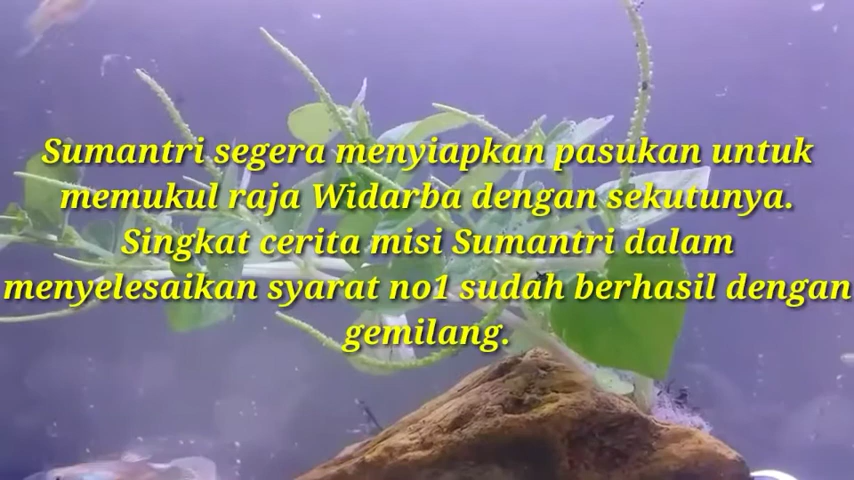 Sumantri segera menyiapkan pasukan untuk
memukul raja Widarba dengan sekutunya.
Singkat cerita misi Sumantri dalam
menyelesaikan syarat no1 sudah berhasil dengan
gemilang.